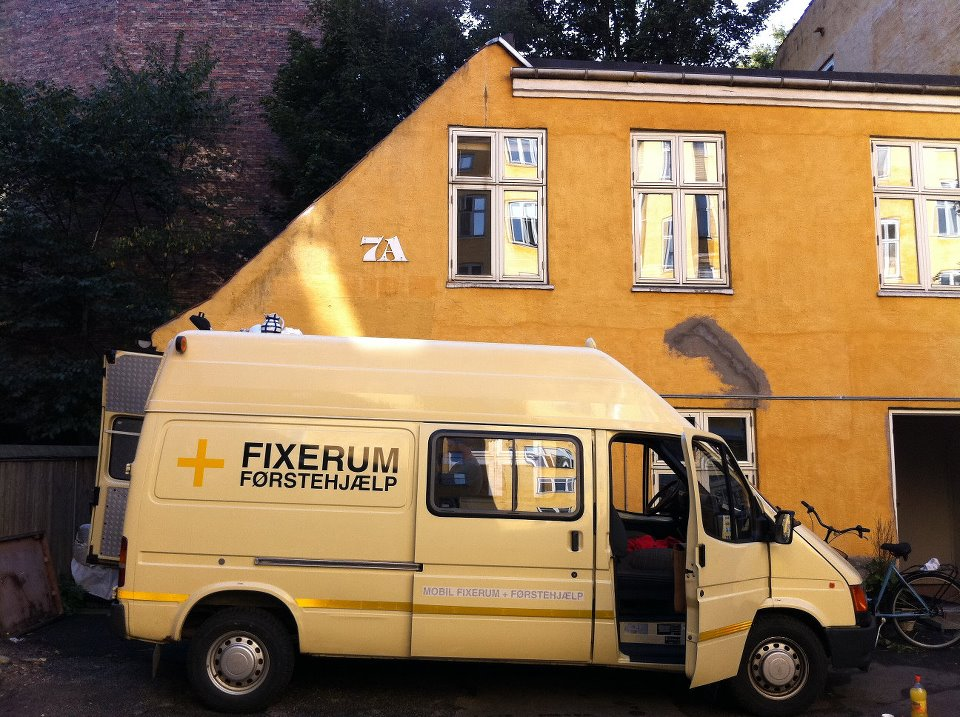 7A
FIXERUM
FØRSTEHJÆLP
MOBIL FIXERUM + FØRSTEHJÆLP